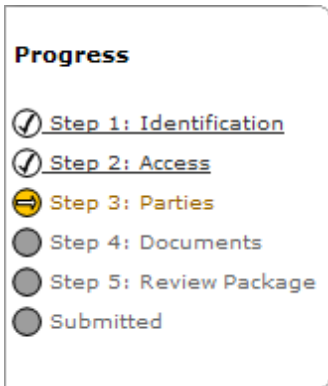 Progress
Step 1: Identification
Step 2: Access
Step 3: Parties
Step 4: Documents
Step 5: Review Package
Submitted